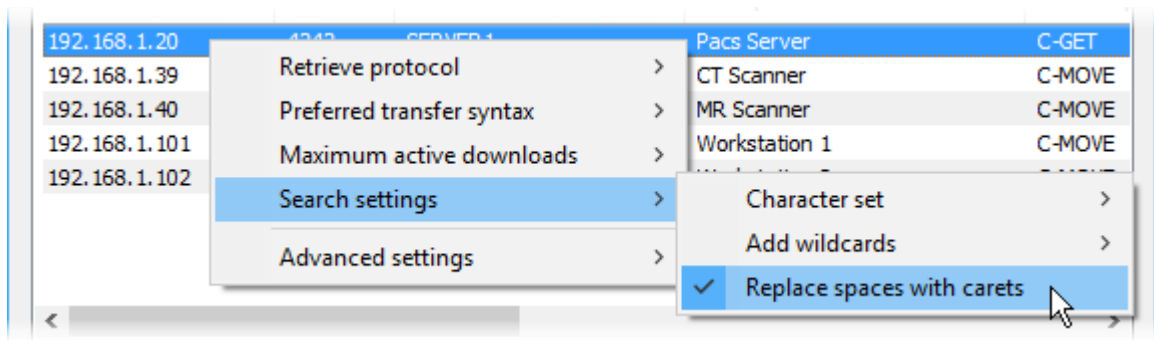 192.168.1.20 4242 SERVER1 Pacs Server C-GET
192.168.1.39 CT Scanner C-MOVE
192.168.1.40 MR Scanner C-MOVE
192.168.1.101 Workstation 1 C-MOVE
192.168.1.102
Retrieve protocol
Preferred transfer syntax
Maximum active downloads
Search settings
Advanced settings
Character set
Add wildcards
Replace spaces with carets